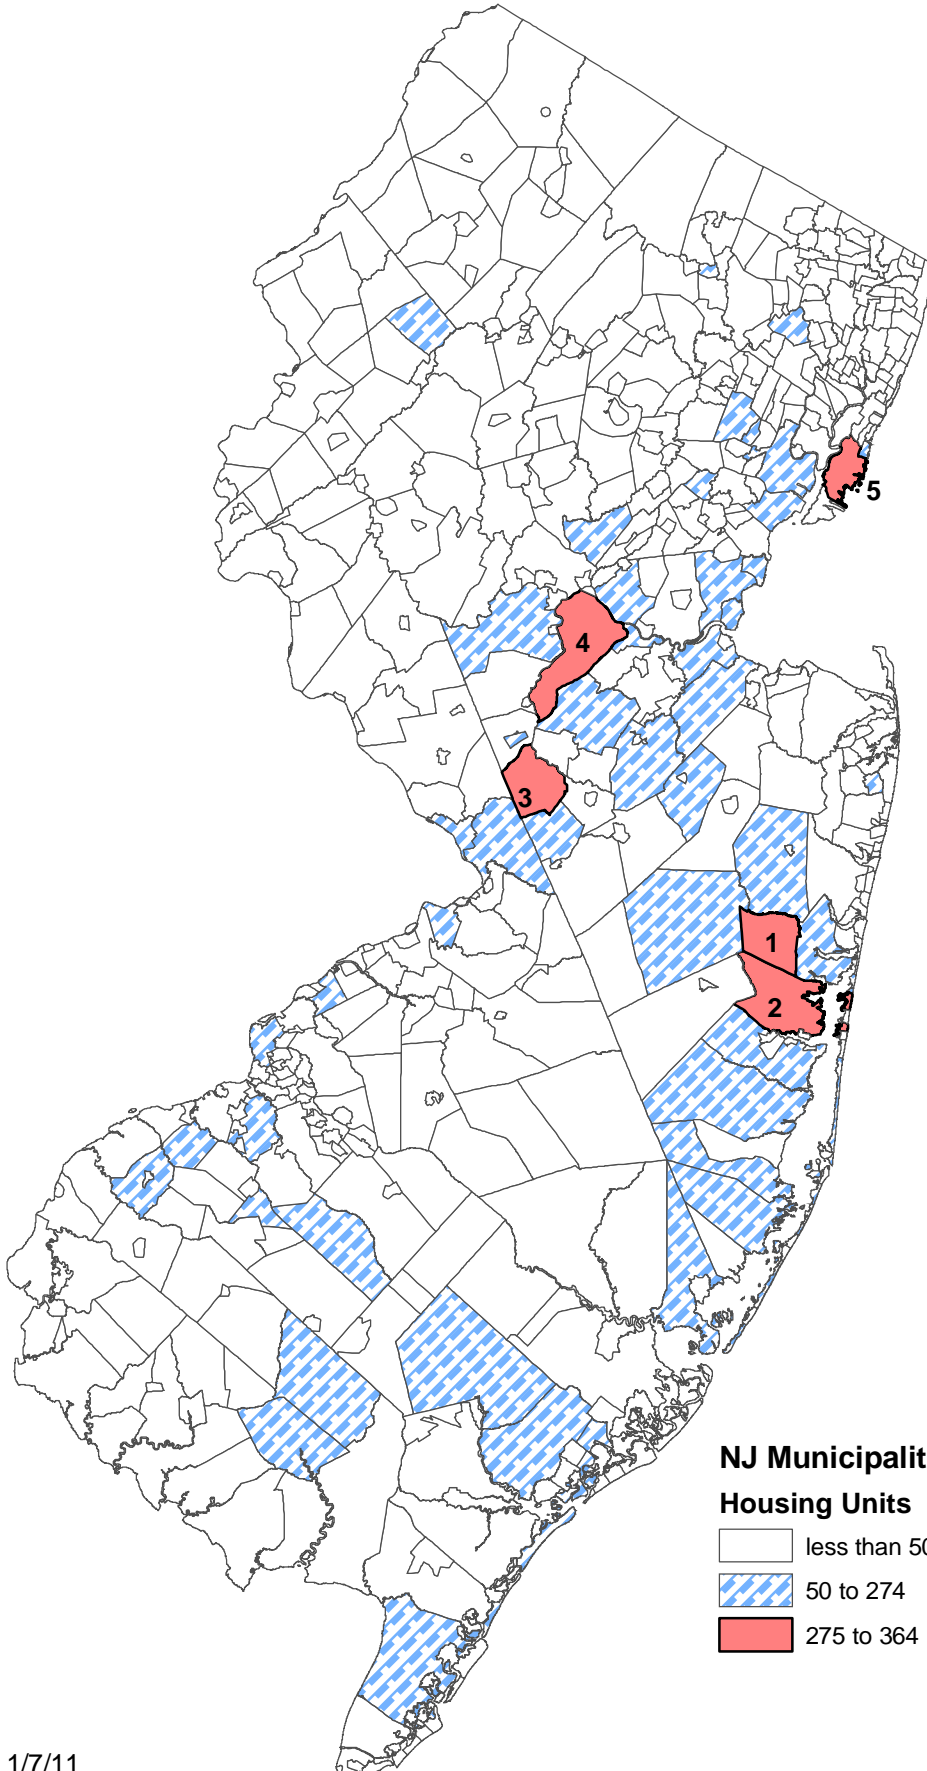 5
4
3
1
2
NJ Municipalit
Housing Units
less than 50
50 to 274
275 to 364
1/7/11